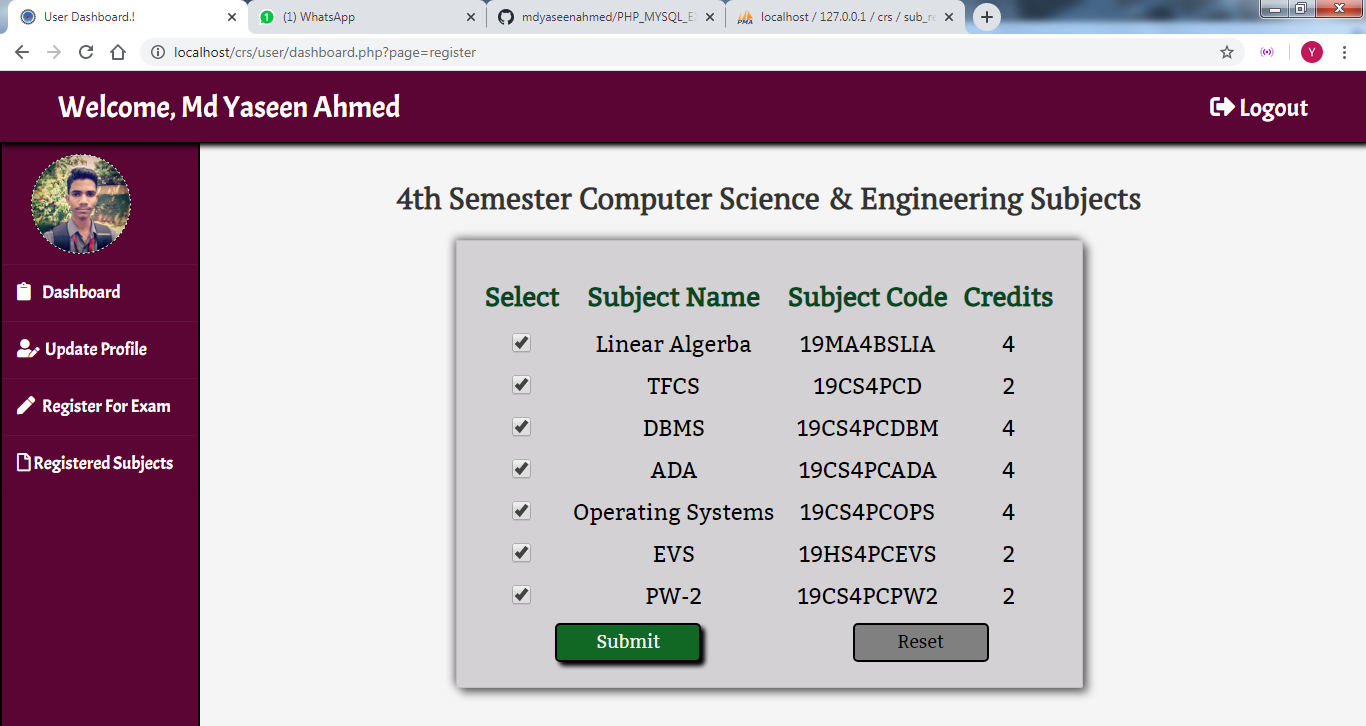 User Dashboard.!
(1) WhatsApp
mdyaseenahmed/PHP_MYSQL_E
localhost / 127.0.0.1 / crs / sub_re
localhost/crs/user/dashboard.php?page=register
Y
Welcome, Md Yaseen Ahmed
Logout
Dashboard
Update Profile
Register For Exam
Registered Subjects
4th Semester Computer Science & Engineering Subjects
Select Subject Name Subject Code Credits
Linear Algerba 19MA4BSLIA 4
TFCS 19CS4PCD 2
DBMS 19CS4PCDBM 4
ADA 19CS4PCADA 4
Operating Systems 19CS4PCOPS 4
EVS 19HS4PCEVS 2
PW-2 19CS4PCPW2 2
Submit Reset